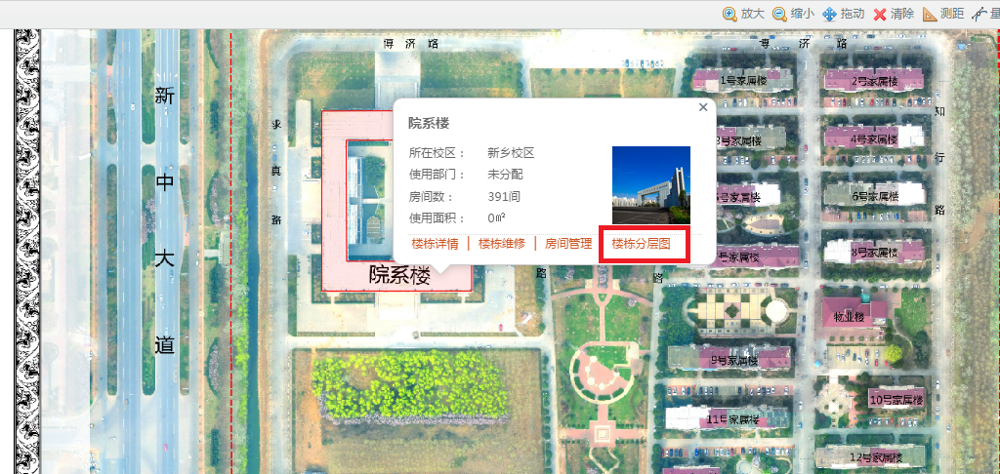 放大 缩小 拖动 清除 测距
博 济 路
博 济 路
新中大道
求真路
1号家属楼
2号家属楼
知行路
3号家属楼
4号家属楼
号家属楼
6号家属楼
号家属楼
8号家属楼
院系楼
所在校区： 新乡校区
使用部门： 未分配
房间数： 391间
使用面积： 0㎡
楼栋详情 | 楼栋维修 | 房间管理 楼栋分层图
院系楼
路
路
物业楼
9号家属楼
10号家属楼
11号家属楼
12号家属楼